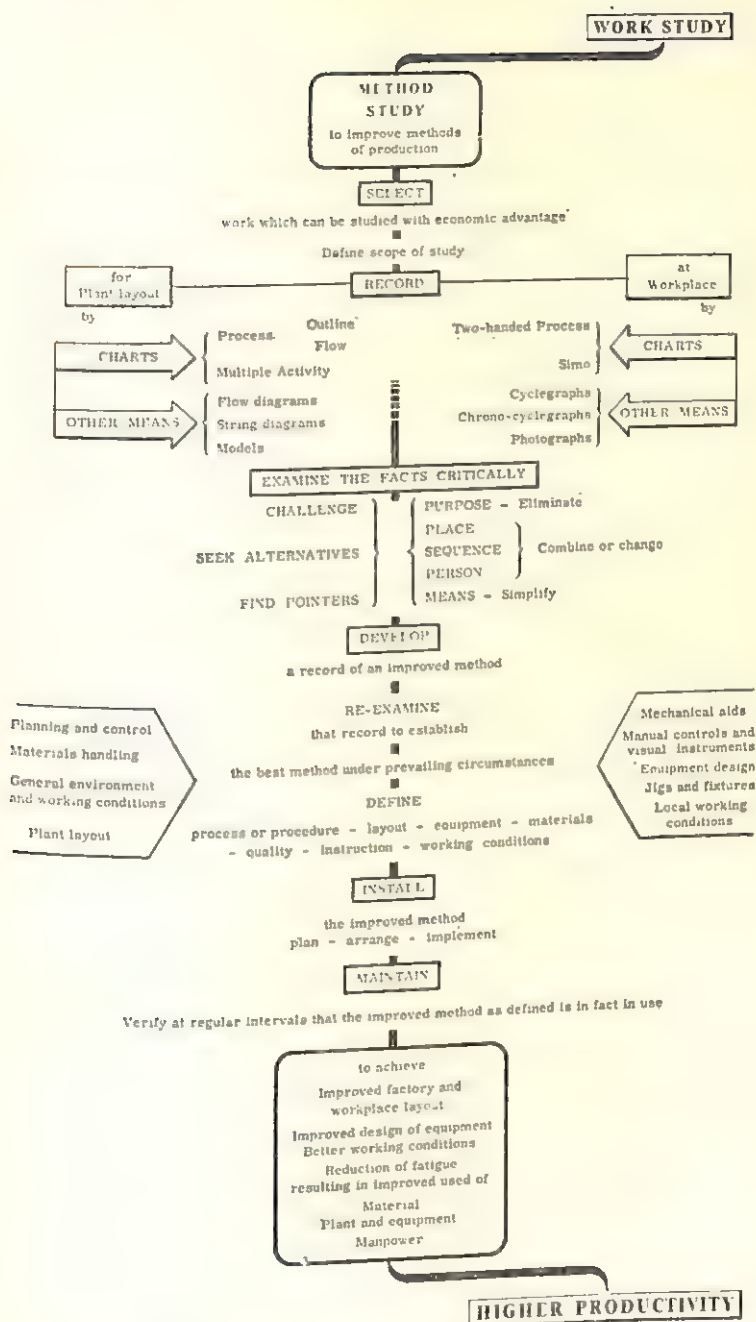 WORK STUDY
METHOD
STUDY
to improve methods
of production
SELECT
work which can be studied with economic advantage
Define scope of study
for
Plant layout
RECORD
at
Workplace
by
by
CHARTS
Process
Outline
Flow
Multiple Activity
Two-handed Process
Simo
CHARTS
OTHER MEANS
Flow diagrams
String diagrams
Models
Cyclegraphs
Chrono-cyclegraphs
Photographs
OTHER MEANS
EXAMINE THE FACTS CRITICALLY
CHALLENGE
SEEK ALTERNATIVES
FIND POINTERS
PURPOSE - Eliminate
PLACE
SEQUENCE
PERSON
Combine or change
MEANS - Simplify
DEVELOP
a record of an improved method
RE-EXAMINE
that record to establish
the best method under prevailing circumstances
DEFINE
process or procedure - layout - equipment - materials
- quality - instruction - working conditions
Planning and control
Materials handling
General environment
and working conditions
Plant layout
Mechanical aids
Manual controls and
visual instruments
Equipment design
Jigs and fixtures
Local working
conditions
INSTALL
the improved method
plan - arrange - implement
MAINTAIN
Verify at regular intervals that the improved method as defined is in fact in use
to achieve
Improved factory and
workplace layout
Improved design of equipment
Better working conditions
Reduction of fatigue
resulting in improved used of
Material
Plant and equipment
Manpower
HIGHER PRODUCTIVITY